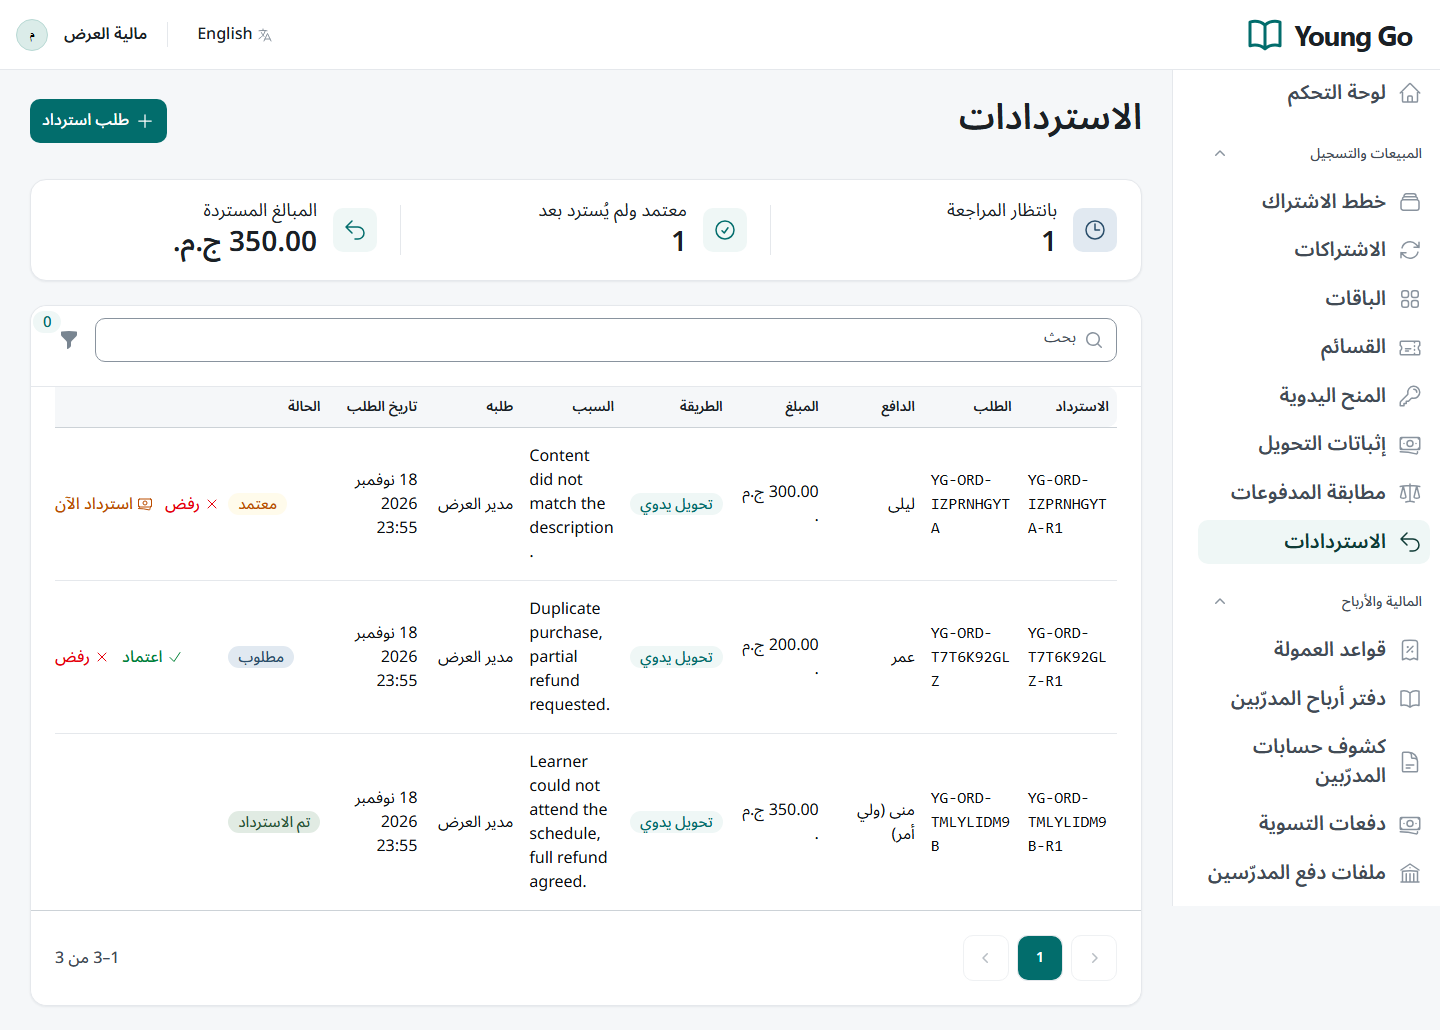 Young Go
English
مالية العرض
م
لوحة التحكم
المبيعات والتسجيل
خطط الاشتراك
الاشتراكات
الباقات
القسائم
المنح اليدوية
إثباتات التحويل
مطابقة المدفوعات
الاستردادات
المالية والأرباح
قواعد العمولة
دفتر أرباح المدرّبين
كشوف حسابات
المدرّبين
دفعات التسوية
ملفات دفع المدرّسين
الاستردادات
طلب استرداد
بانتظار المراجعة
1
معتمد ولم يُسترد بعد
1
المبالغ المستردة
350.00 ج.م.
بحث
0
الاسترداد الطلب الدافع المبلغ الطريقة السبب طلبه تاريخ الطلب الحالة
YG-ORD-
IZPRNHGYT
A-R1
YG-ORD-
IZPRNHGYT
A
ليلى
300.00 ج.م
.
تحويل يدوي
Content
did not
match the
description
.
مدير العرض
18 نوفمبر
2026
23:55
معتمد
رفض
استرداد الآن
YG-ORD-
T7T6K92GL
Z-R1
YG-ORD-
T7T6K92GL
Z
عمر
200.00 ج.م
.
تحويل يدوي
Duplicate
purchase,
partial
refund
requested.
مدير العرض
18 نوفمبر
2026
23:55
مطلوب
اعتماد
رفض
YG-ORD-
TMLYLIDM9
B-R1
YG-ORD-
TMLYLIDM9
B
منى (ولي
أمر)
350.00 ج.م
.
تحويل يدوي
Learner
could not
attend the
schedule,
full refund
agreed.
مدير العرض
18 نوفمبر
2026
23:55
تم الاسترداد
1
1–3 من 3